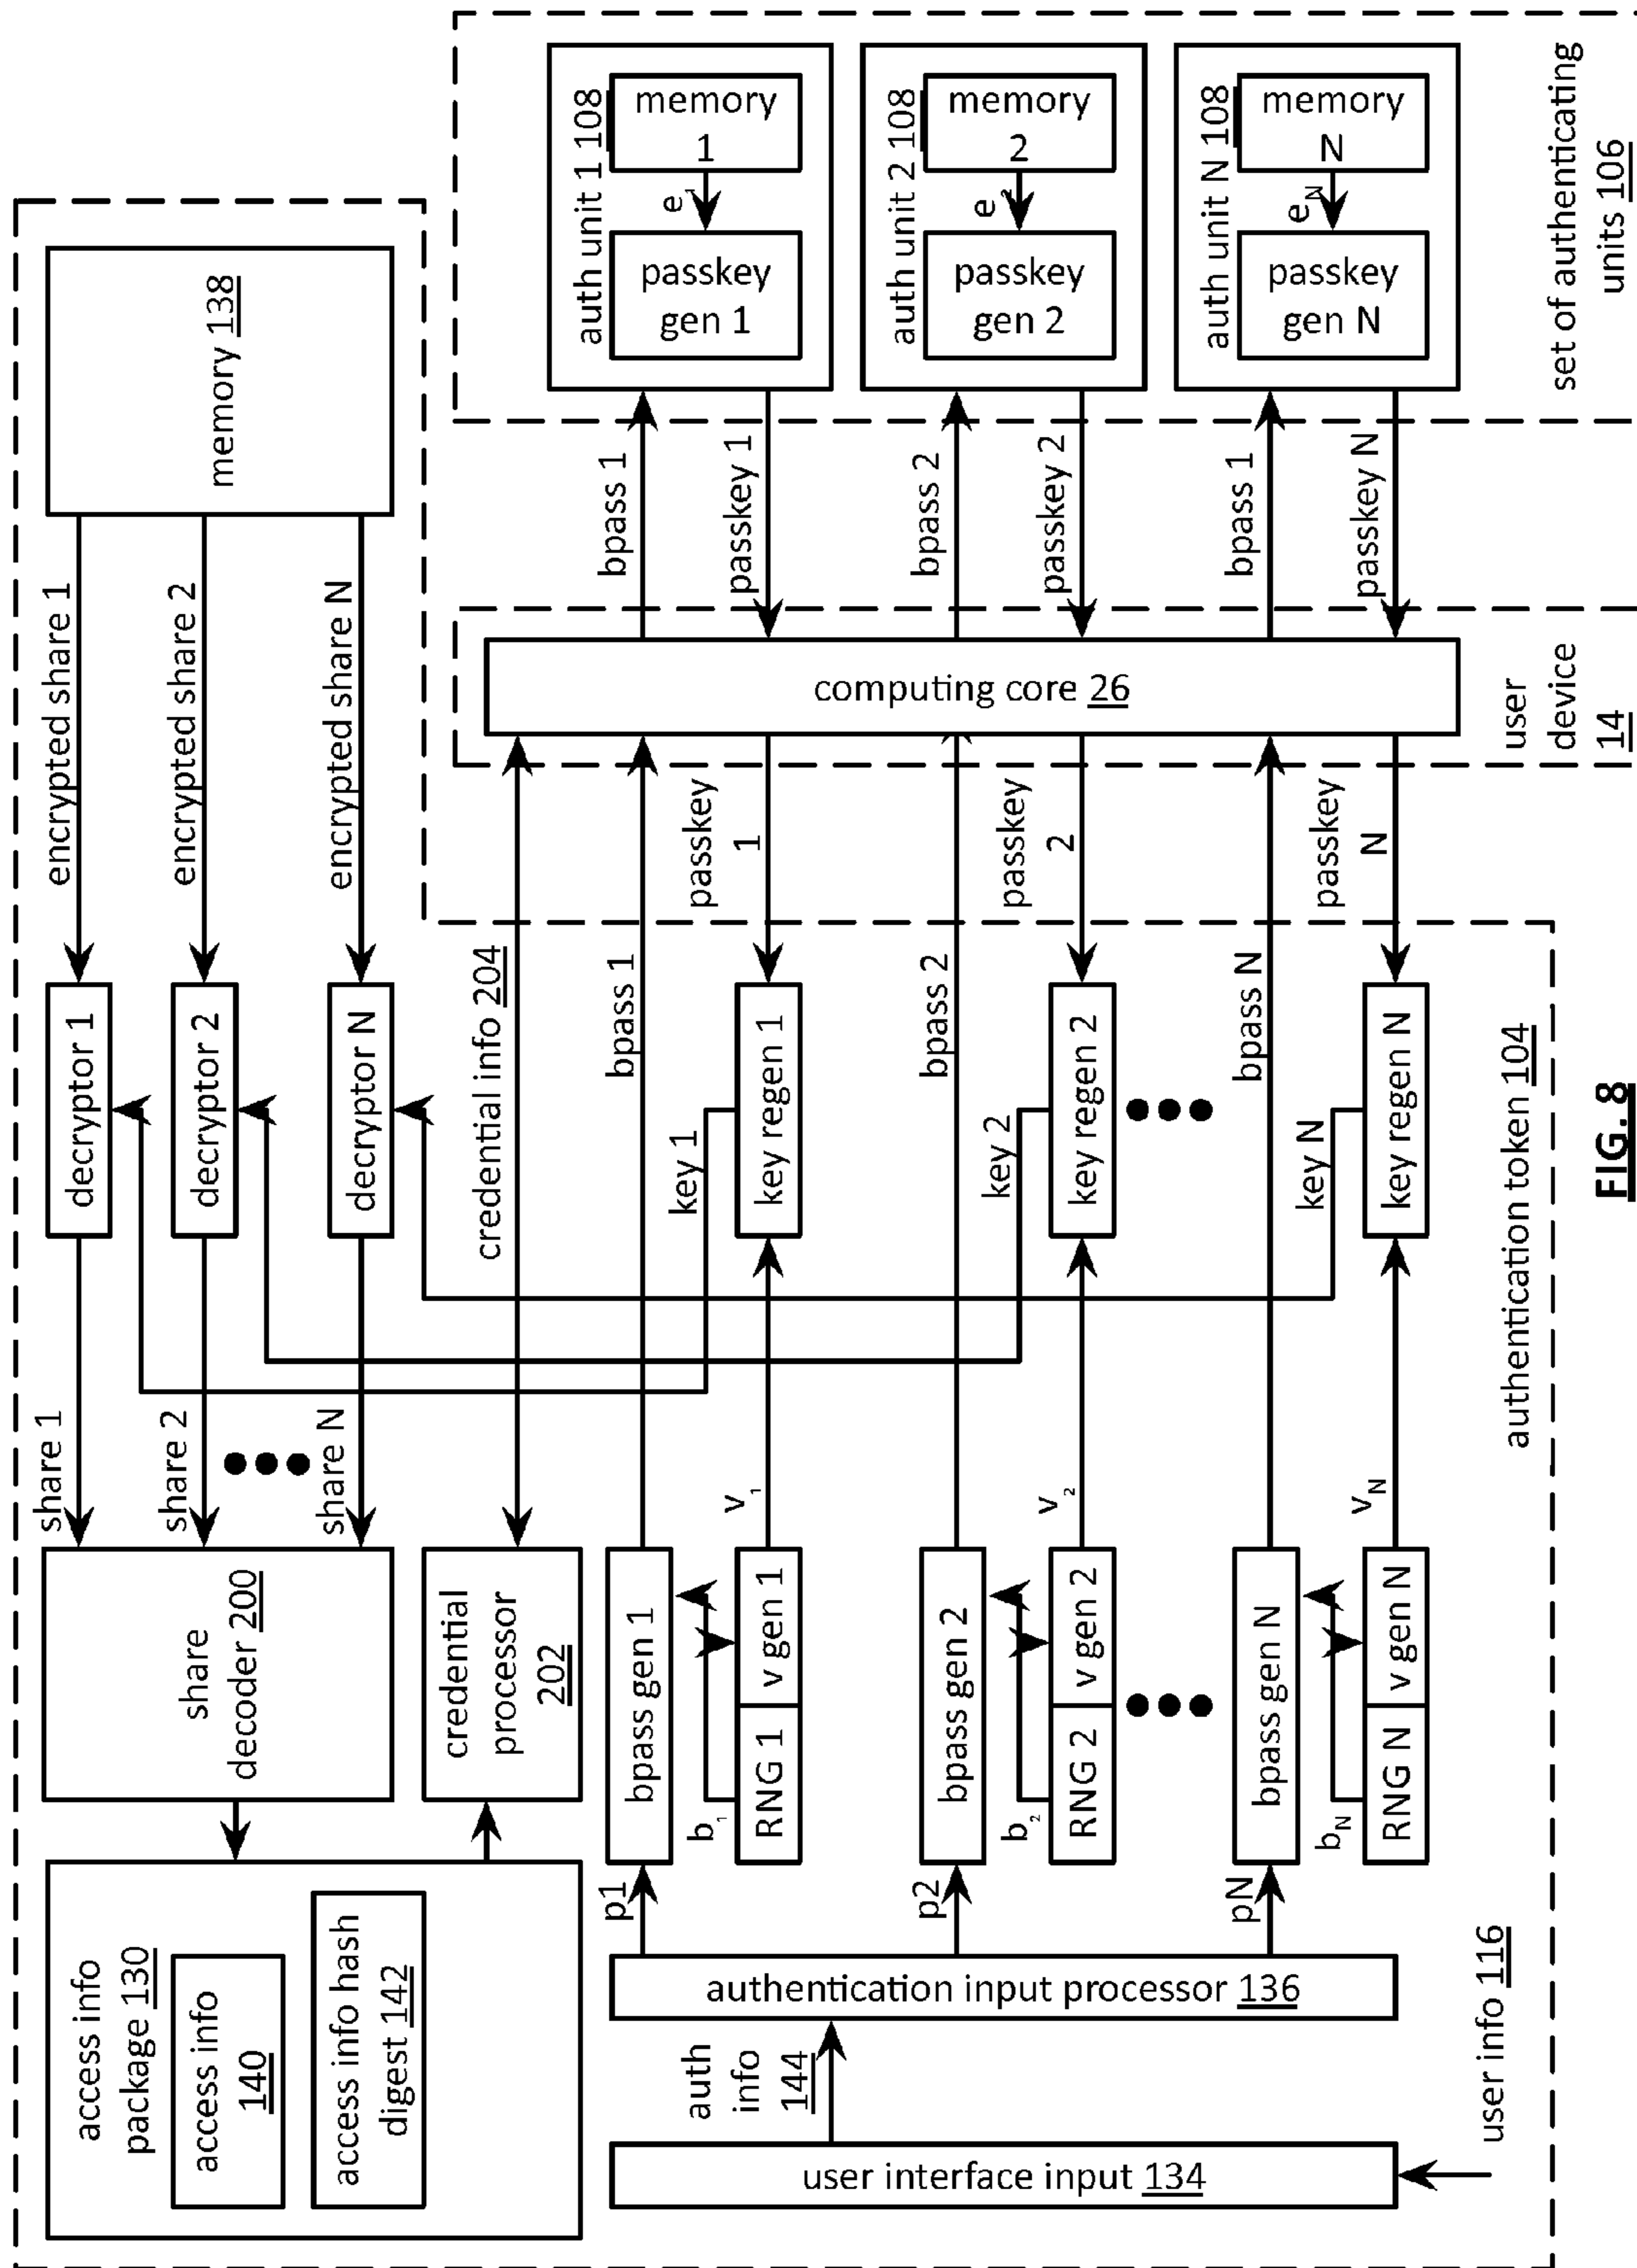 access info
package 130
access info
140
access info hash
digest 142
share
decoder 200
share 1
share 2
share N
decryptor 1
decryptor 2
decryptor N
encrypted share 1
encrypted share 2
encrypted share N
memory 138
credential
processor
202
credential info 204
user interface input 134
user info 116
auth
info
144
authentication input processor 136
p1
bpass gen 1
b1
RNG 1
v gen 1
v1
bpass 1
key 1
key regen 1
passkey
1
p2
bpass gen 2
b2
RNG 2
v gen 2
v2
bpass 2
key 2
key regen 2
passkey
2
pN
bpass gen N
bN
RNG N
v gen N
vN
bpass N
key N
key regen N
passkey
N
authentication token 104
computing core 26
user
device
14
bpass 1
passkey 1
bpass 2
passkey 2
bpass 1
passkey N
auth unit 1 108
passkey
gen 1
e1
memory
1
auth unit 2 108
passkey
gen 2
e2
memory
2
auth unit N 108
passkey
gen N
eN
memory
N
set of authenticating
units 106
FIG. 8